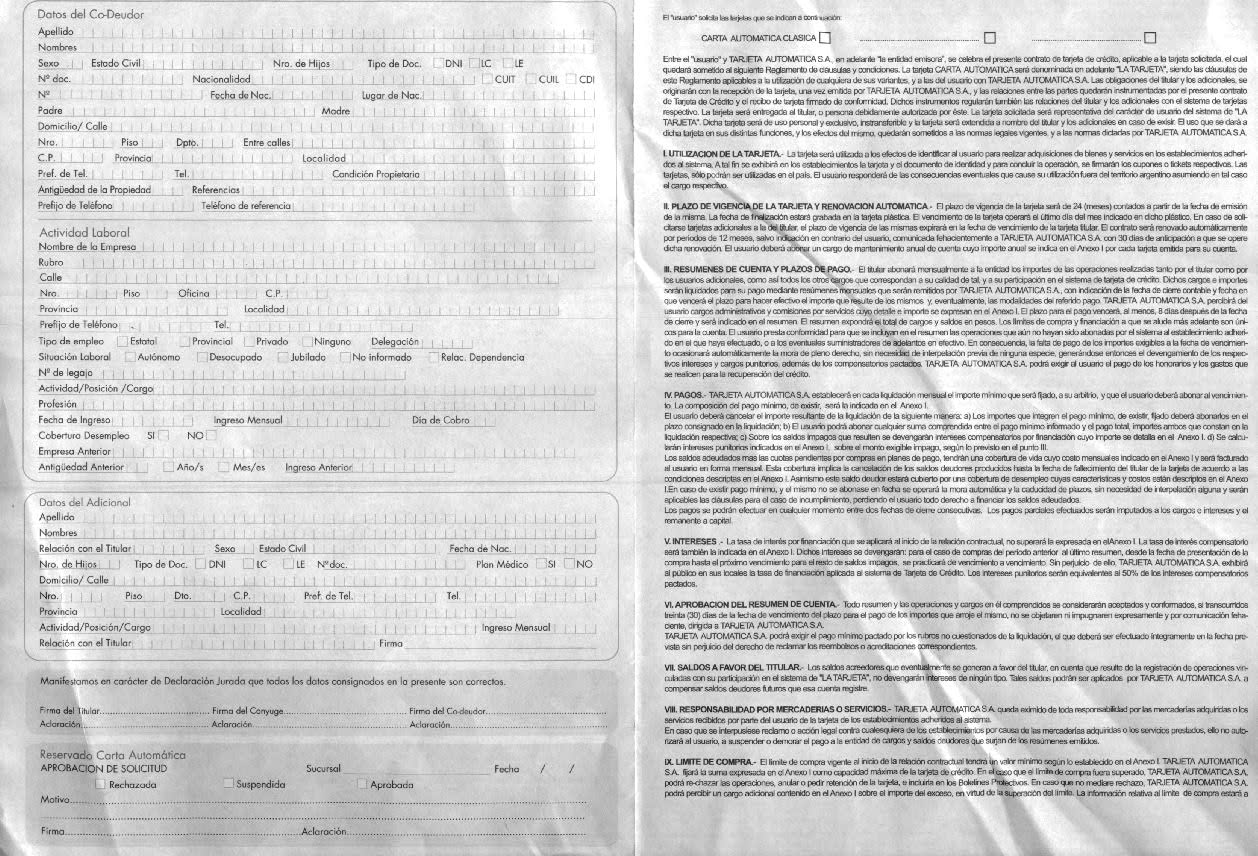 Datos del Co-Deudor
Apellido
Nombres
Sexo Estado Civil Nro. de Hijos Tipo de Doc. DNI LC LE
Nº doc. Nacionalidad CUIT CUIL CDI
Nº Fecha de Nac. Lugar de Nac.
Padre Madre
Domicilio/ Calle
Nro. Piso Dpto. Entre calles
C.P. Provincia Localidad
Pref. de Tel. Tel. Condición Propietario
Antigüedad de la Propiedad Referencias
Prefijo de Teléfono Teléfono de referencia
Actividad Laboral
Nombre de la Empresa
Rubro
Calle
Nro. Piso Oficina C.P.
Provincia Localidad
Prefijo de Teléfono Tel.
Tipo de empleo Estatal Provincial Privado Ninguno Delegación
Situación Laboral Autónomo Desocupado Jubilado No informado Relac. Dependencia
Nº de legajo
Actividad/Posición /Cargo
Profesión
Fecha de Ingreso Ingreso Mensual Día de Cobro
Cobertura Desempleo SI NO
Empresa Anterior
Antigüedad Anterior Año/s Mes/es Ingreso Anterior
Datos del Adicional
Apellido
Nombres
Relación con el Titular Sexo Estado Civil Fecha de Nac.
Nro. de Hijos Tipo de Doc. DNI LC LE Nº doc. Plan Médico SI NO
Domicilio/ Calle
Nro. Piso Dto. C.P. Pref. de Tel. Tel.
Provincia Localidad
Actividad/Posición/Cargo Ingreso Mensual
Relación con el Titular Firma
Manifestamos en carácter de Declaración Jurada que todos los datos consignados en la presente son correctos.
Firma del Titular Firma del Conyuge Firma del Co-deudor
Aclaración Aclaración Aclaración
Reservado Carta Automática
APROBACION DE SOLICITUD Sucursal Fecha / /
Rechazada Suspendida Aprobada
Motivo
Firma Aclaración
El "usuario" solicita las tarjetas que se indican a continuación:
CARTA AUTOMATICA CLASICA
Entre el "usuario" y TARJETA AUTOMATICA S.A, en adelante "la entidad emisora", se celebra el presente contrato de tarjeta de crédito, aplicable a la tarjeta solicitada, el cual
quedará sometido al siguiente Reglamento de cláusulas y condiciones. La tarjeta CARTA AUTOMATICA será denominada en adelante "LA TARJETA", siendo las cláusulas de
este Reglamento aplicables a la utilización de cualquiera de sus variantes, y a las del usuario con TARJETA AUTOMATICA S.A. Las obligaciones del titular y los adicionales, se
originarán con la recepción de la tarjeta, una vez emitida por TARJETA AUTOMATICA S.A., y las relaciones entre las partes quedarán instrumentadas por el presente contrato
de Tarjeta de Crédito y el recibo de tarjeta firmado de conformidad. Dichos instrumentos regularán también las relaciones del titular y los adicionales con el sistema de tarjetas
respectivo. La tarjeta será entregada al titular, o persona debidamente autorizada por éste. La tarjeta solicitada será representativa del carácter de usuario del sistema de "LA
TARJETA". Dicha tarjeta será de uso personal y exclusivo, instransferible y la tarjeta será extendida a nombre del titular y los adicionales en caso de existir. El uso que se dará a
dicha tarjeta en sus distintas funciones, y los efectos del mismo, quedarán sometidos a las normas legales vigentes, y a las normas dictadas por TARJETA AUTOMATICA S.A.
I. UTILIZACION DE LA TARJETA.- La tarjeta será utilizada a los efectos de identificar al usuario para realizar adquisiciones de bienes y servicios en los establecimientos adheri-
dos al sistema. A tal fin se exhibirá en los establecimientos la tarjeta y el documento de identidad y para concluir la operación, se firmarán los cupones o tickets respectivos. Las
tarjetas, sólo podrán ser utilizadas en el país. El usuario responderá de las consecuencias eventuales que cause su utilización fuera del territorio argentino asumiendo en tal caso
el cargo respectivo.
II. PLAZO DE VIGENCIA DE LA TARJETA Y RENOVACION AUTOMATICA - El plazo de vigencia de la tarjeta será de 24 (meses) contados a partir de la fecha de emisión
de la misma. La fecha de finalización estará grabada en la tarjeta plástica. El vencimiento de la tarjeta operará el último día del mes indicado en dicho plástico. En caso de soli-
citarse tarjetas adicionales a la del titular, el plazo de vigencia de las mismas expirará en la fecha de vencimiento de la tarjeta titular. El contrato será renovado automáticamente
por periodos de 12 meses, salvo indicación en contrario del usuario, comunicada fehacientemente a TARJETA AUTOMATICA S.A. con 30 días de anticipación a que se opere
dicha renovación. El usuario deberá abonar un cargo de mantenimiento anual de cuenta cuyo importe anual se indica en el Anexo I por cada tarjeta emitida para su cuenta.
III. RESUMENES DE CUENTA Y PLAZOS DE PAGO.- El titular abonará mensualmente a la entidad los importes de las operaciones realizadas tanto por el titular como por
los usuarios adicionales, como así todos los otros cargos que correspondan a su calidad de tal, y a su participación en el sistema de tarjeta de crédito. Dichos cargos e importes
serán liquidados para su pago mediante resúmenes mensuales que serán remitidos por TARJETA AUTOMATICA S.A., con indicación de la fecha de cierre contable y fecha en
que vencerá el plazo para hacer efectivo el importe que resulte de los mismos y, eventualmente, las modalidades del referido pago. TARJETA AUTOMATICA S.A. percibirá del
usuario cargos administrativos y comisiones por servicios cuyo detalle e importe se expresan en el Anexo I. El plazo para el pago vencerá, al menos, 8 días después de la fecha
de cierre y será indicado en el resumen. El resumen expondrá el total de cargos y saldos en pesos. Los límites de compra y financiación a que se alude más adelante son úni-
cos para la cuenta. El usuario presta conformidad para que se incluyan en el resumen las operaciones que aún no hayan sido abonadas por el sistema al establecimiento adheri-
do en el que haya efectuado, o a los eventuales suministradores de adelantos en efectivo. En consecuencia, la falta de pago de los importes exigibles a la fecha de vencimien-
to ocasionará automáticamente la mora de pleno derecho, sin necesidad de interpelación previa de ninguna especie, generándose entonces el devengamiento de los respec-
tivos intereses y cargos punitorios, además de los compensatorios pactados. TARJETA AUTOMATICA S.A. podrá exigir al usuario el pago de los honorarios y los gastos que
se realicen para la recuperación del crédito.
IV. PAGOS.- TARJETA AUTOMATICA S.A. establecerá en cada liquidación mensual el importe mínimo que será fijado, a su arbitrio, y que el usuario deberá abonar al vencimien-
to. La composición del pago mínimo, de existir, será la indicada en el Anexo I.
El usuario deberá cancelar el importe resultante de la liquidación de la siguiente manera: a) Los importes que integren el pago mínimo, de existir, fijado deberá abonarlos en el
plazo consignado en la liquidación; b) El usuario podrá abonar cualquier suma comprendida entre el pago mínimo informado y el pago total, importes ambos que constan en la
liquidación respectiva; c) Sobre los saldos impagos que resulten se devengarán intereses compensatorios por financiación cuyo importe se detalla en el Anexo I. d) Se calcu-
larán intereses punitorios indicados en el Anexo I. sobre el monto exigible impago, según lo previsto en el punto III.
Los saldos adeudados mas las cuotas pendientes por compras en planes de pago, tendrán una cobertura de vida cuyo costo mensuales indicado en el Anexo I y será facturado
al usuario en forma mensual. Esta cobertura implica la cancelación de los saldos deudores producidos hasta la fecha de fallecimiento del titular de la tarjeta de acuerdo a las
condiciones descriptas en el Anexo I. Asimismo este saldo deudor estará cubierto por una cobertura de desempleo cuyas características y costos están descriptos en el Anexo
I.En caso de existir pago mínimo, y el mismo no se abonase en fecha se operará la mora automática y la caducidad de plazos, sin necesidad de interpelación alguna y serán
aplicables las cláusulas para el caso de incumplimiento, perdiendo el usuario todo derecho a financiar los saldos adeudados.
Los pagos se podrán efectuar en cualquier momento entre dos fechas de cierre consecutivas. Los pagos parciales efectuados serán imputados a los cargos e intereses y el
remanente a capital.
V. INTERESES .- La tasa de interés por financiación que se aplicará al inicio de la relación contractual, no superará la expresada en elAnexo I. La tasa de interés compensatorio
será también la indicada en el Anexo I. Dichos intereses se devengarán: para el caso de compras del período anterior al último resumen, desde la fecha de presentación de la
compra hasta el próximo vencimiento para el resto de saldos impagos, se practicará de vencimiento a vencimiento. Sin perjuicio de ello, TARJETA AUTOMATICA S.A. exhibirá
al público en sus locales la tasa de financiación aplicada al sistema de Tarjeta de Crédito. Los intereses punitorios serán equivalentes al 50% de los intereses compensatorios
pactados.
VI. APROBACION DEL RESUMEN DE CUENTA.- Todo resumen y las operaciones y cargos en él comprendidos se considerarán aceptados y conformados, si transcurridos
treinta (30) días de la fecha de vencimiento del plazo para el pago de los importes que arroje el mismo, no se objetaren ni impugnaren expresamente y por comunicación feha-
ciente, dirigida a TARJETA AUTOMATICA S.A.
TARJETA AUTOMATICA S.A. podrá exigir el pago mínimo pactado por los rubros no cuestionados de la liquidación, el que deberá ser efectuado íntegramente en la fecha pre-
vista sin perjuicio del derecho de reclamar los reembolsos o acreditaciones correspondientes.
VII. SALDOS A FAVOR DEL TITULAR.- Los saldos acreedores que eventualmente se generan a favor del titular, en cuenta que resulte de la registración de operaciones vin-
culadas con su participación en el sistema de "LA TARJETA", no devengarán intereses de ningún tipo. Tales saldos podrán ser aplicados por TARJETA AUTOMATICA S.A. a
compensar saldos deudores futuros que esa cuenta registre.
VIII. RESPONSABILIDAD POR MERCADERIAS O SERVICIOS.- TARJETA AUTOMATICA S.A. queda eximido de toda responsabilidad por las mercaderías adquiridas o los
servicios recibidos por parte del usuario de la tarjeta de los establecimientos adheridos al sistema.
En caso que se interpusiese reclamo o acción legal contra cualesquiera de los establecimientos por causa de las mercaderías adquiridas o los servicios prestados, ello no auto-
rizará al usuario, a suspender o demorar el pago a la entidad de cargos y saldos deudores que surjan de los resúmenes emitidos.
IX. LIMITE DE COMPRA.- El limite de compra vigente al inicio de la relación contractual tendrá un valor mínimo según lo establecido en el Anexo I. TARJETA AUTOMATICA
S.A. fijará la suma expresada en el Anexo I como capacidad máxima de la tarjeta de crédito. En el caso que el límite de compra fuera superado, TARJETA AUTOMATICA S.A.
podrá rechazar las operaciones, anular o pedir retención de la tarjeta, e incluirla en los Boletines Protectivos. En caso que no mediare rechazo, TARJETA AUTOMATICA S.A.
podrá percibir un cargo adicional contenido en el Anexo I sobre el importe del exceso, en virtud de la superación del límite. La información relativa al límite de compra estará a